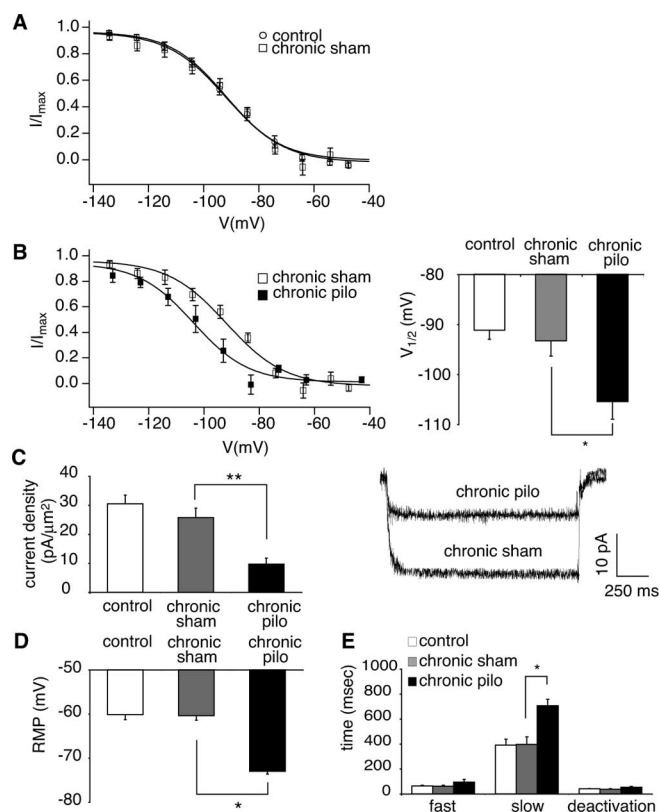 A
1.0
0.8
0.6
0.4
0.2
0.0
I/Imax
control
chronic sham
-140 -120 -100 -80 -60 -40
V(mV)
B
1.0
0.8
0.6
0.4
0.2
0.0
I/Imax
chronic sham
chronic pilo
-140 -120 -100 -80 -60 -40
V(mV)
control
chronic sham
chronic pilo
-80
-90
-100
-110
V1/2 (mV)
*
C
40
30
20
10
0
current density
(pA/µm²)
**
control
chronic sham
chronic pilo
chronic pilo
chronic sham
10 pA
250 ms
D
control
chronic sham
chronic pilo
-50
-60
-70
-80
RMP (mV)
*
E
control
chronic sham
chronic pilo
1000
800
600
400
200
0
time (msec)
*
fast
slow
deactivation